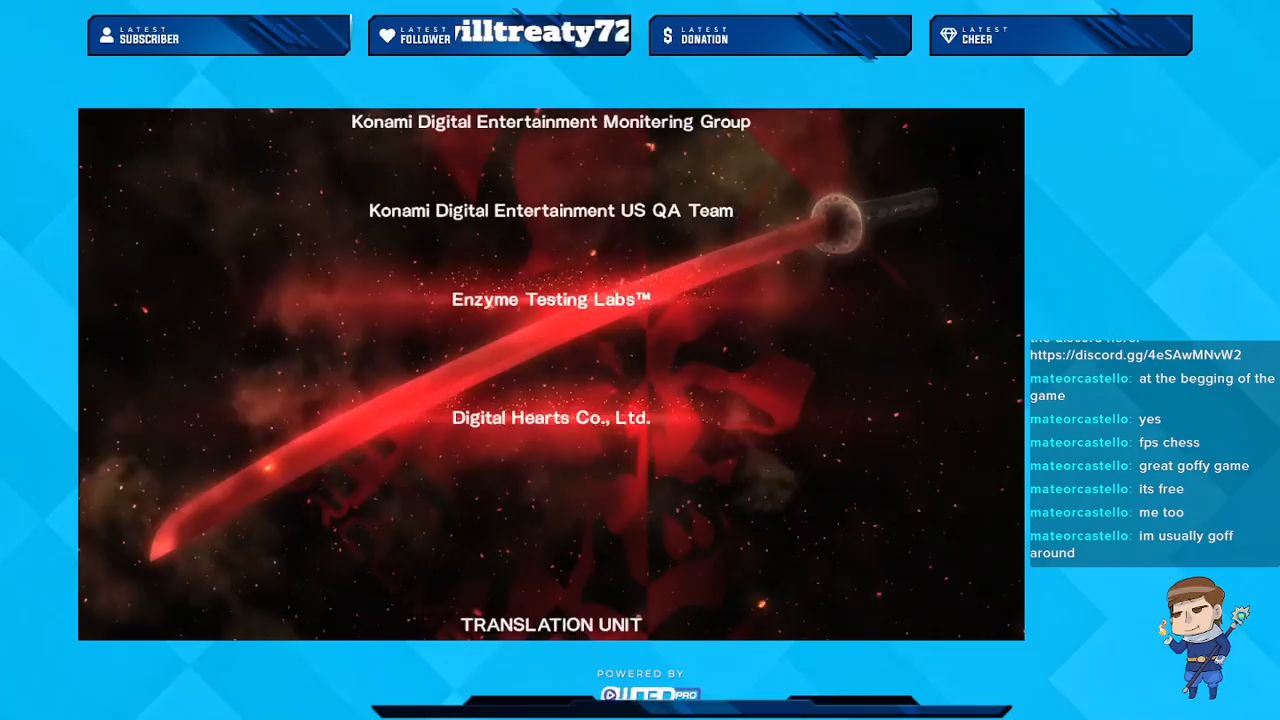 LATEST
SUBSCRIBER
LATEST
FOLLOWER
illtreaty72
LATEST
DONATION
LATEST
CHEER
Konami Digital Entertainment Monitering Group
Konami Digital Entertainment US QA Team
Enzyme Testing Labs™
Digital Hearts Co., Ltd.
TRANSLATION UNIT
https://discord.gg/4eSAwMNvW2
mateorcastello: at the begging of the
game
mateorcastello: yes
mateorcastello: fps chess
mateorcastello: great goffy game
mateorcastello: its free
mateorcastello: me too
mateorcastello: im usually goff
around
POWERED BY
PRO